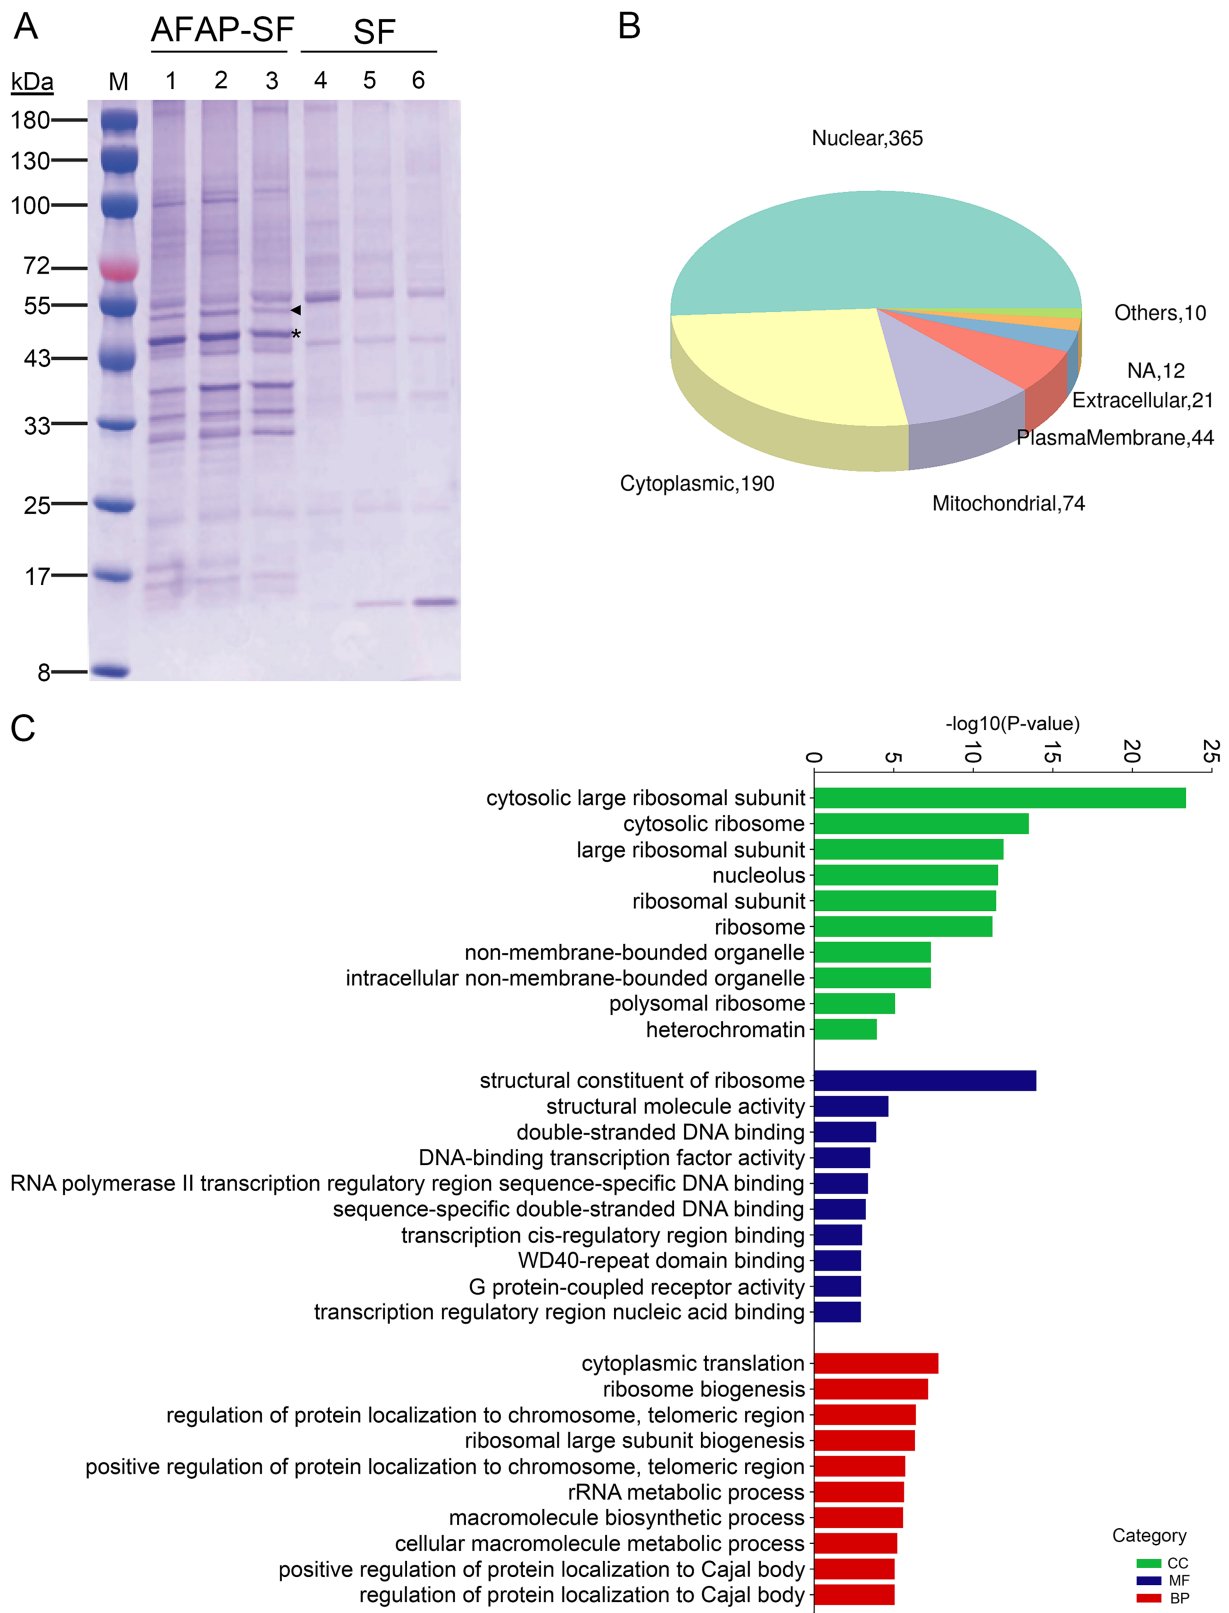 A
AFAP-SF SF
kDa M 1 2 3 4 5 6
180
130
100
72
55
*
43
33
25
17
8
B
Nuclear,365
Others,10
NA,12
Extracellular,21
PlasmaMembrane,44
Cytoplasmic,190
Mitochondrial,74
C
-log10(P-value)
0 5 10 15 20 25
cytosolic large ribosomal subunit
cytosolic ribosome
large ribosomal subunit
nucleolus
ribosomal subunit
ribosome
non-membrane-bounded organelle
intracellular non-membrane-bounded organelle
polysomal ribosome
heterochromatin
structural constituent of ribosome
structural molecule activity
double-stranded DNA binding
DNA-binding transcription factor activity
RNA polymerase II transcription regulatory region sequence-specific DNA binding
sequence-specific double-stranded DNA binding
transcription cis-regulatory region binding
WD40-repeat domain binding
G protein-coupled receptor activity
transcription regulatory region nucleic acid binding
cytoplasmic translation
ribosome biogenesis
regulation of protein localization to chromosome, telomeric region
ribosomal large subunit biogenesis
positive regulation of protein localization to chromosome, telomeric region
rRNA metabolic process
macromolecule biosynthetic process
cellular macromolecule metabolic process
positive regulation of protein localization to Cajal body
regulation of protein localization to Cajal body
Category
CC
MF
BP